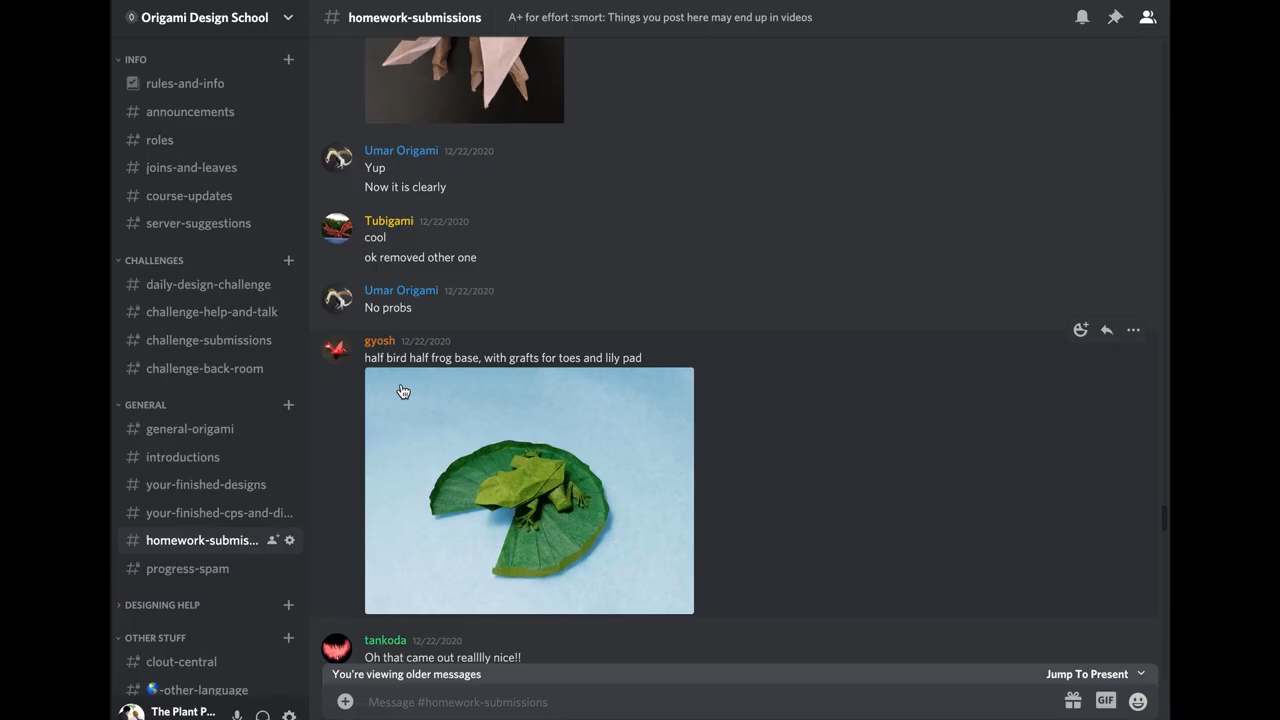 Origami Design School
homework-submissions
A+ for effort :smort: Things you post here may end up in videos
INFO
rules-and-info
announcements
roles
joins-and-leaves
course-updates
server-suggestions
CHALLENGES
daily-design-challenge
challenge-help-and-talk
challenge-submissions
challenge-back-room
GENERAL
general-origami
introductions
your-finished-designs
your-finished-cps-and-di...
homework-submis...
progress-spam
DESIGNING HELP
OTHER STUFF
clout-central
-other-language
The Plant P...
Umar Origami 12/22/2020
Yup
Now it is clearly
Tubigami 12/22/2020
cool
ok removed other one
Umar Origami 12/22/2020
No probs
gyosh 12/22/2020
half bird half frog base, with grafts for toes and lily pad
tankoda 12/22/2020
Oh that came out realllly nice!!
You're viewing older messages
Jump To Present
Message #homework-submissions
GIF